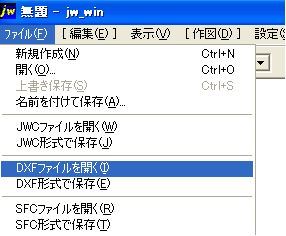 jw 無題 - jw_win
ファイル(F) [編集(E)] 表示(V) [作図(D)] 設定(S
新規作成(N) Ctrl+N
開く(O)... Ctrl+O
上書き保存(S) Ctrl+S
名前を付けて保存(A)...
JWCファイルを開く(W)
JWC形式で保存(J)
DXFファイルを開く(I)
DXF形式で保存(E)
SFCファイルを開く(R)
SFC形式で保存(T)